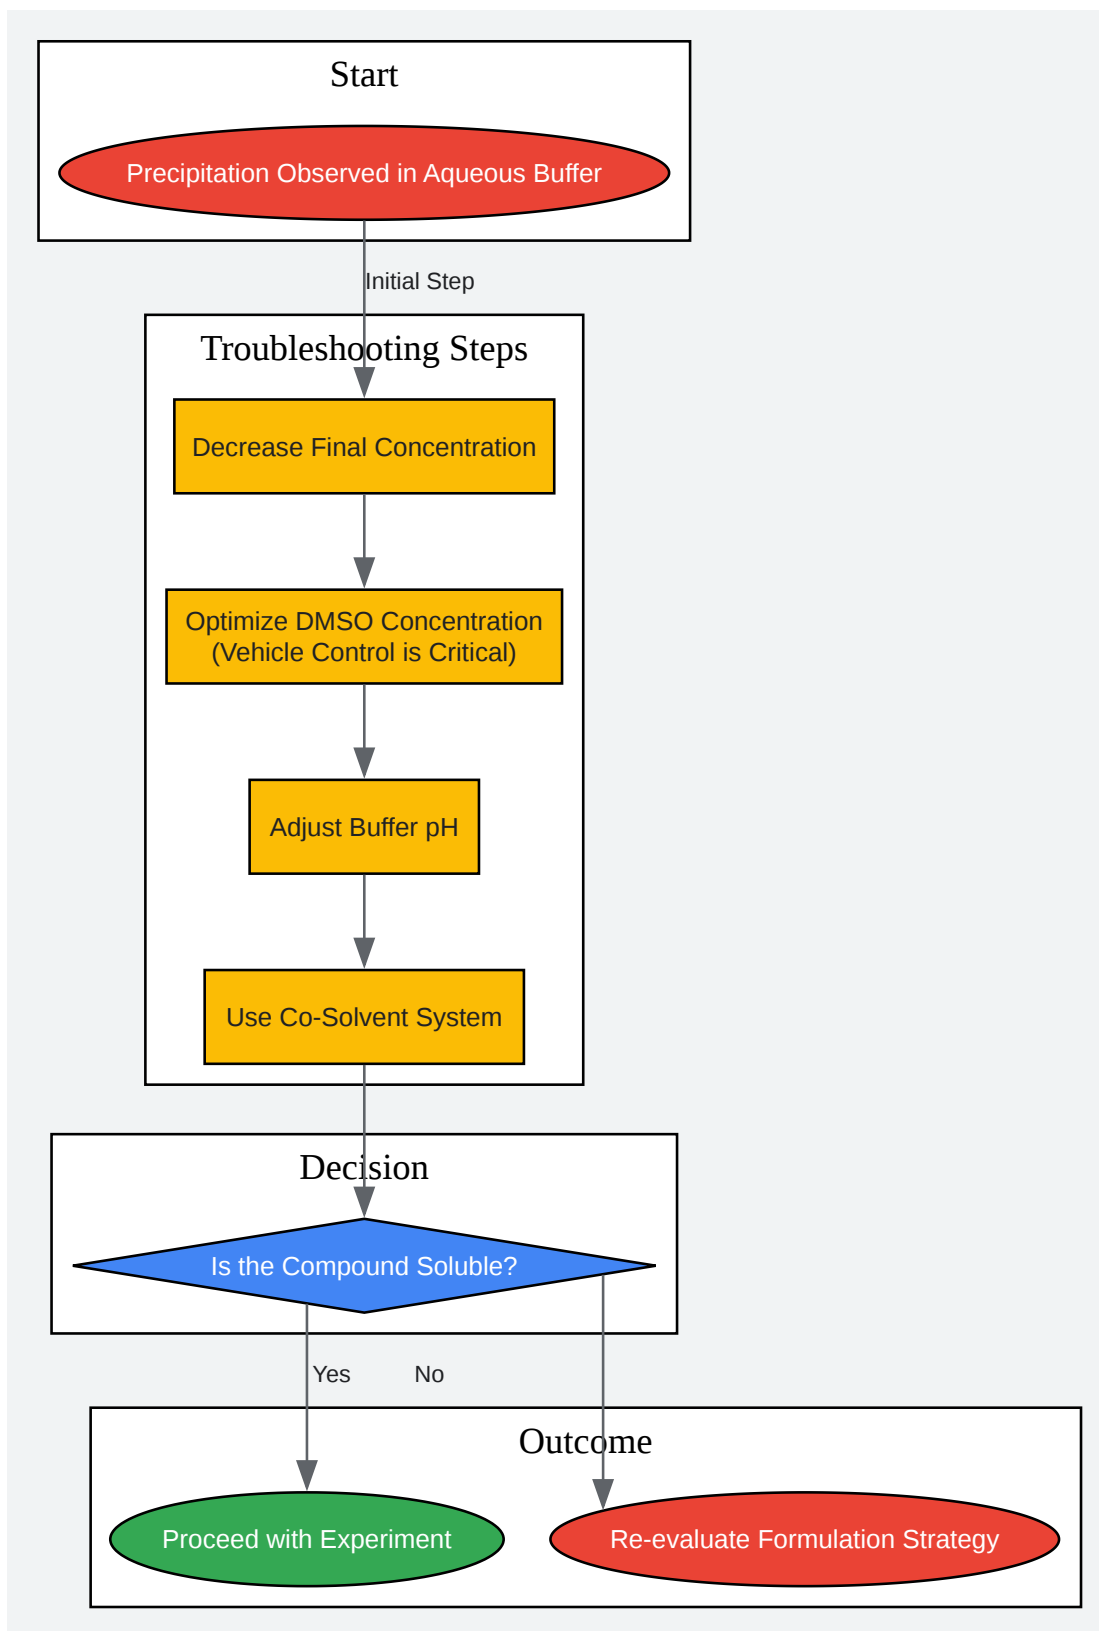 Start
Precipitation Observed in Aqueous Buffer
Initial Step
Troubleshooting Steps
Decrease Final Concentration
Optimize DMSO Concentration
(Vehicle Control is Critical)
Adjust Buffer pH
Use Co-Solvent System
Decision
Is the Compound Soluble?
Yes
No
Outcome
Proceed with Experiment
Re-evaluate Formulation Strategy